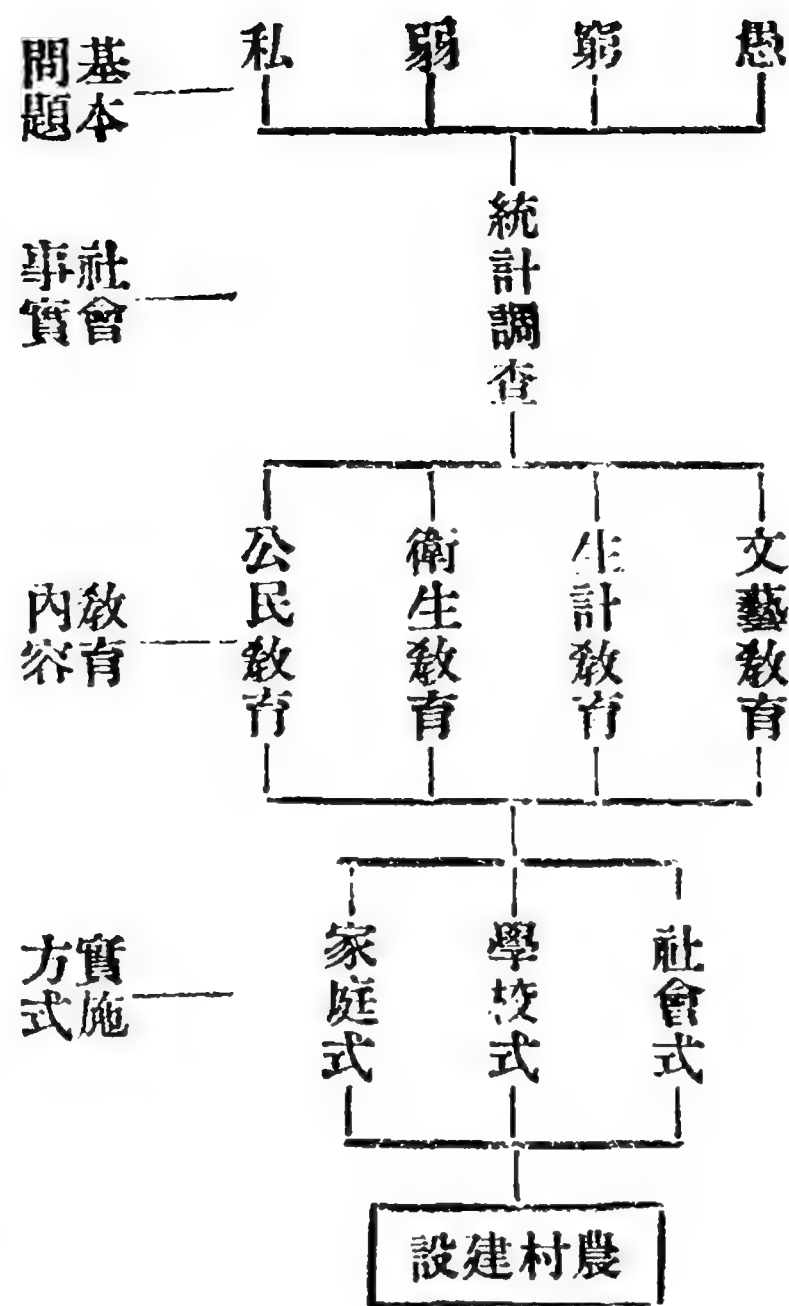 基本
問題
愚
窮
弱
私
社會
事實
統計調查
教育
內容
文藝教育
生計教育
衛生教育
公民教育
實施
方式
社會式
學校式
家庭式
農村建設